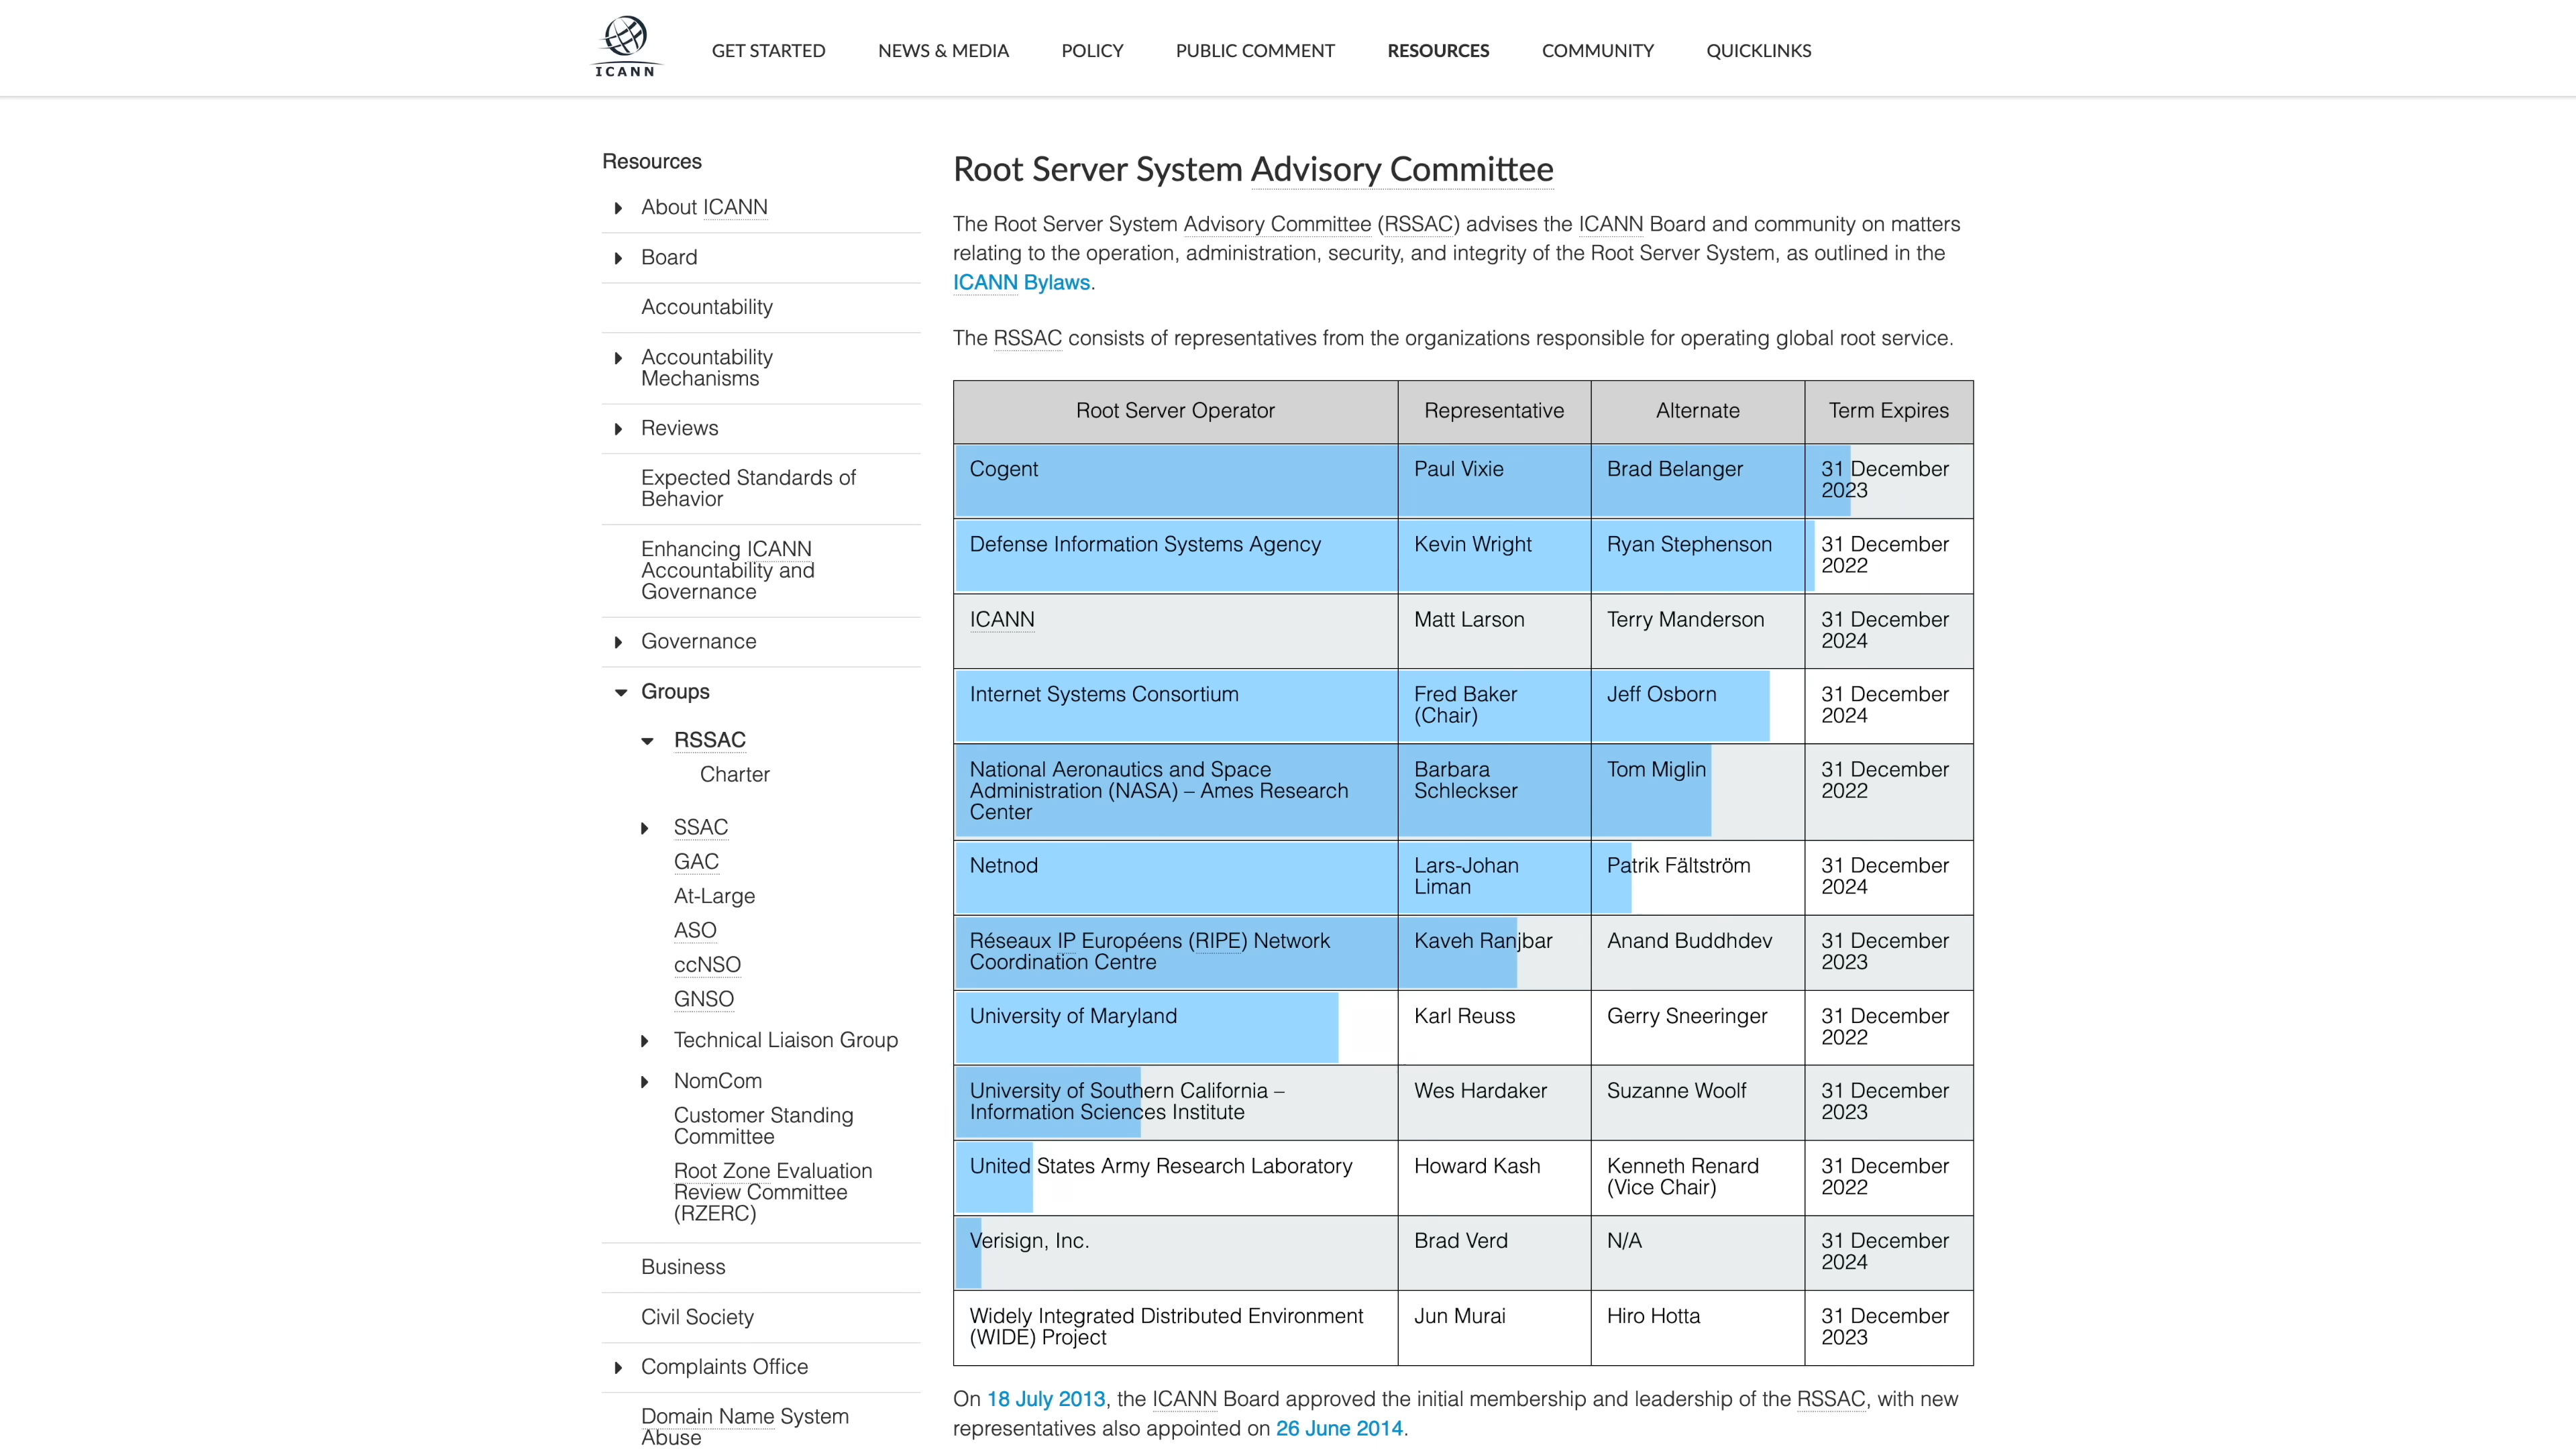 ICANN
GET STARTED
NEWS & MEDIA
POLICY
PUBLIC COMMENT
RESOURCES
COMMUNITY
QUICKLINKS
Resources
About ICANN
Board
Accountability
Accountability
Mechanisms
Reviews
Expected Standards of
Behavior
Enhancing ICANN
Accountability and
Governance
Governance
Groups
RSSAC
Charter
SSAC
GAC
At-Large
ASO
ccNSO
GNSO
Technical Liaison Group
NomCom
Customer Standing
Committee
Root Zone Evaluation
Review Committee
(RZERC)
Business
Civil Society
Complaints Office
Domain Name System
Abuse
Root Server System Advisory Committee
The Root Server System Advisory Committee (RSSAC) advises the ICANN Board and community on matters
relating to the operation, administration, security, and integrity of the Root Server System, as outlined in the
ICANN Bylaws.
The RSSAC consists of representatives from the organizations responsible for operating global root service.
Root Server Operator
Representative
Alternate
Term Expires
Cogent
Paul Vixie
Brad Belanger
31 December
2023
Defense Information Systems Agency
Kevin Wright
Ryan Stephenson
31 December
2022
ICANN
Matt Larson
Terry Manderson
31 December
2024
Internet Systems Consortium
Fred Baker
(Chair)
Jeff Osborn
31 December
2024
National Aeronautics and Space
Administration (NASA) – Ames Research
Center
Barbara
Schleckser
Tom Miglin
31 December
2022
Netnod
Lars-Johan
Liman
Patrik Fältström
31 December
2024
Réseaux IP Européens (RIPE) Network
Coordination Centre
Kaveh Ranjbar
Anand Buddhdev
31 December
2023
University of Maryland
Karl Reuss
Gerry Sneeringer
31 December
2022
University of Southern California –
Information Sciences Institute
Wes Hardaker
Suzanne Woolf
31 December
2023
United States Army Research Laboratory
Howard Kash
Kenneth Renard
(Vice Chair)
31 December
2022
Verisign, Inc.
Brad Verd
N/A
31 December
2024
Widely Integrated Distributed Environment
(WIDE) Project
Jun Murai
Hiro Hotta
31 December
2023
On 18 July 2013, the ICANN Board approved the initial membership and leadership of the RSSAC, with new
representatives also appointed on 26 June 2014.